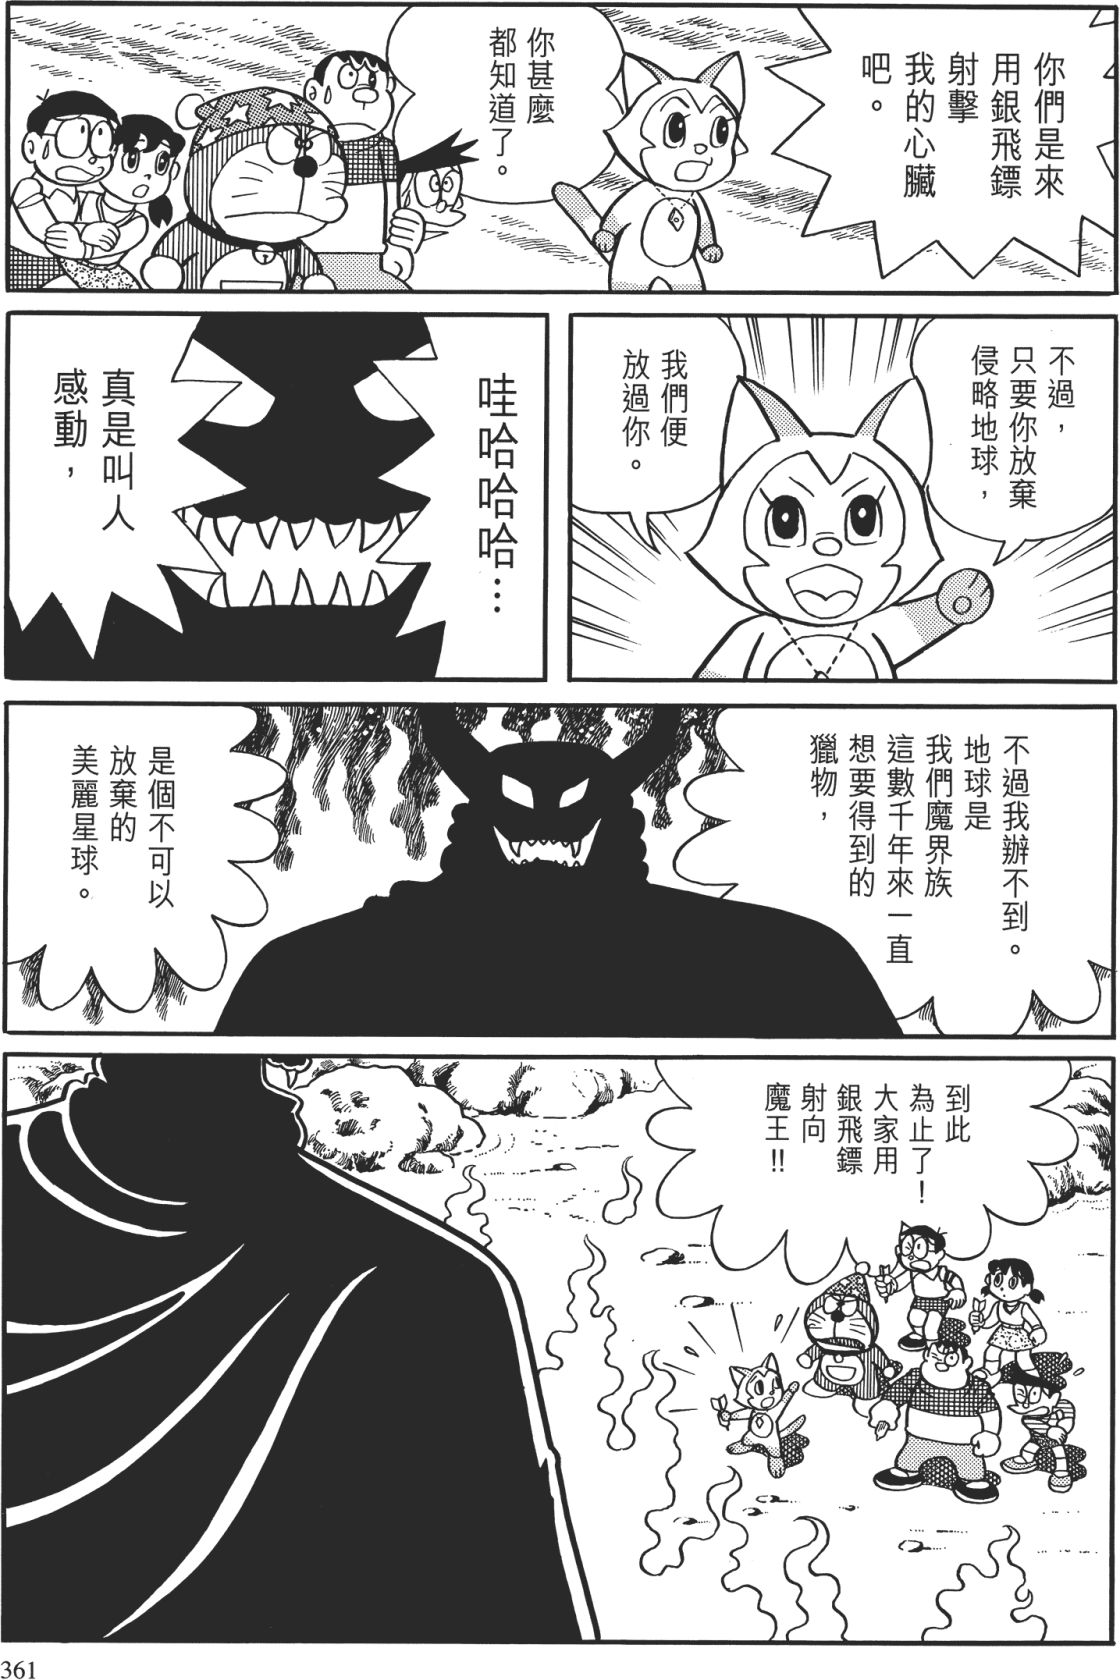 你們是來
用銀飛鏢
射擊
我的心臟
吧。
你甚麼
都知道了。
不過，
只要你放棄
侵略地球，
我們便
放過你。
哇哈哈哈…
真是叫人
感動，
不過我辦不到。
地球是
我們魔界族
這數千年來一直
想要得到的
獵物，
是個不可以
放棄的
美麗星球。
到此
為止了！
大家用
銀飛鏢
射向
魔王!!
361